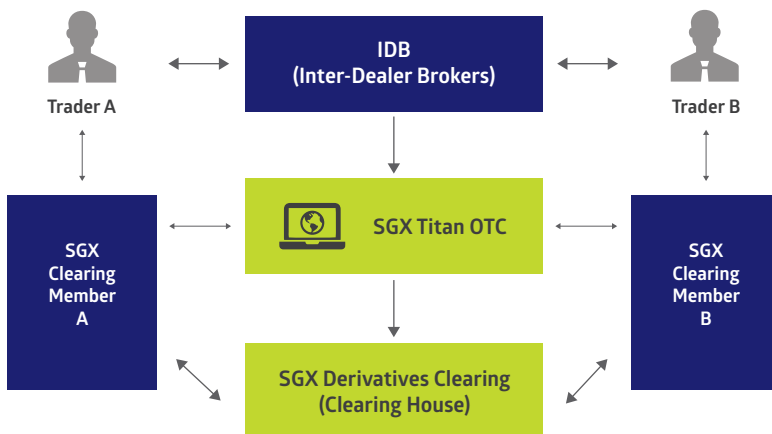 IDB
(Inter-Dealer Brokers)
Trader A
Trader B
SGX Titan OTC
SGX
Clearing
Member
A
SGX
Clearing
Member
B
SGX Derivatives Clearing
(Clearing House)